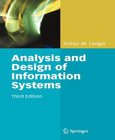 Arthur M. Langer
Analysis and Design
of Information
Systems
Third Edition
Springer